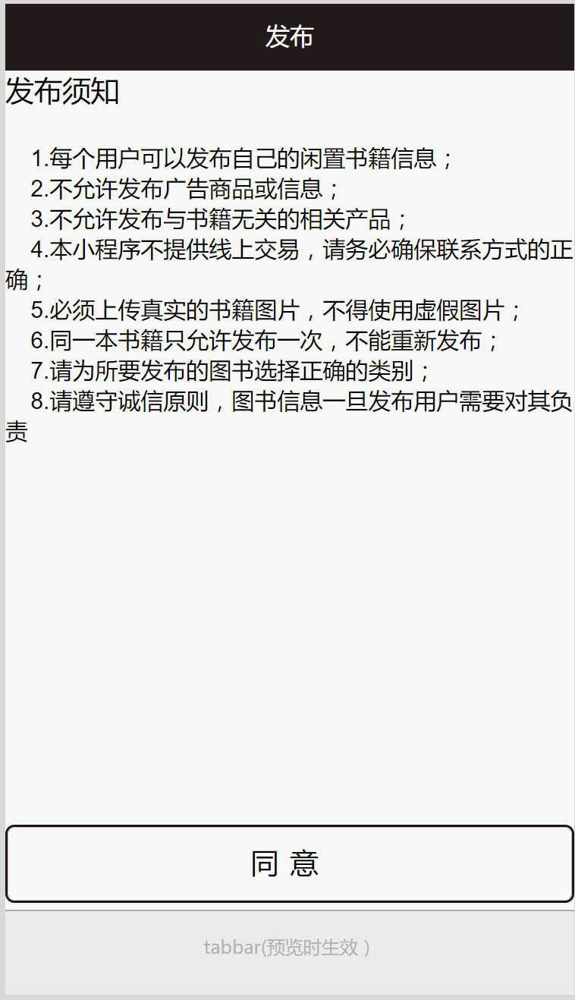 发布
发布须知
1.每个用户可以发布自己的闲置书籍信息；
2.不允许发布广告商品或信息；
3.不允许发布与书籍无关的相关产品；
4.本小程序不提供线上交易，请务必确保联系方式的正
确；
5.必须上传真实的书籍图片，不得使用虚假图片；
6.同一本书籍只允许发布一次，不能重新发布；
7.请为所要发布的图书选择正确的类别；
8.请遵守诚信原则，图书信息一旦发布用户需要对其负
责
同 意
tabbar(预览时生效）